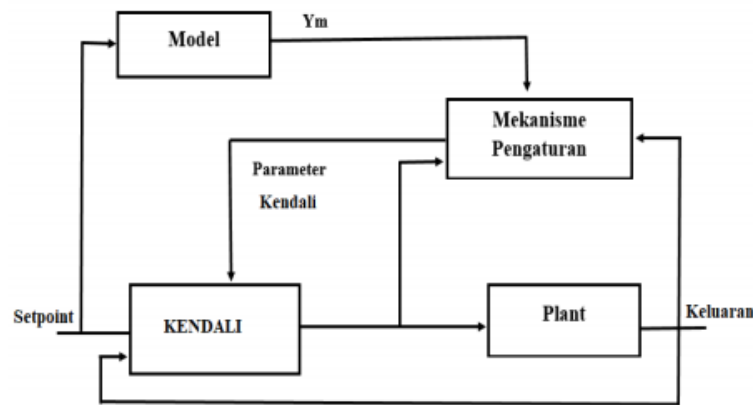 Ym
Model
Mekanisme
Pengaturan
Parameter
Kendali
Setpoint
KENDALI
Plant
Keluaran